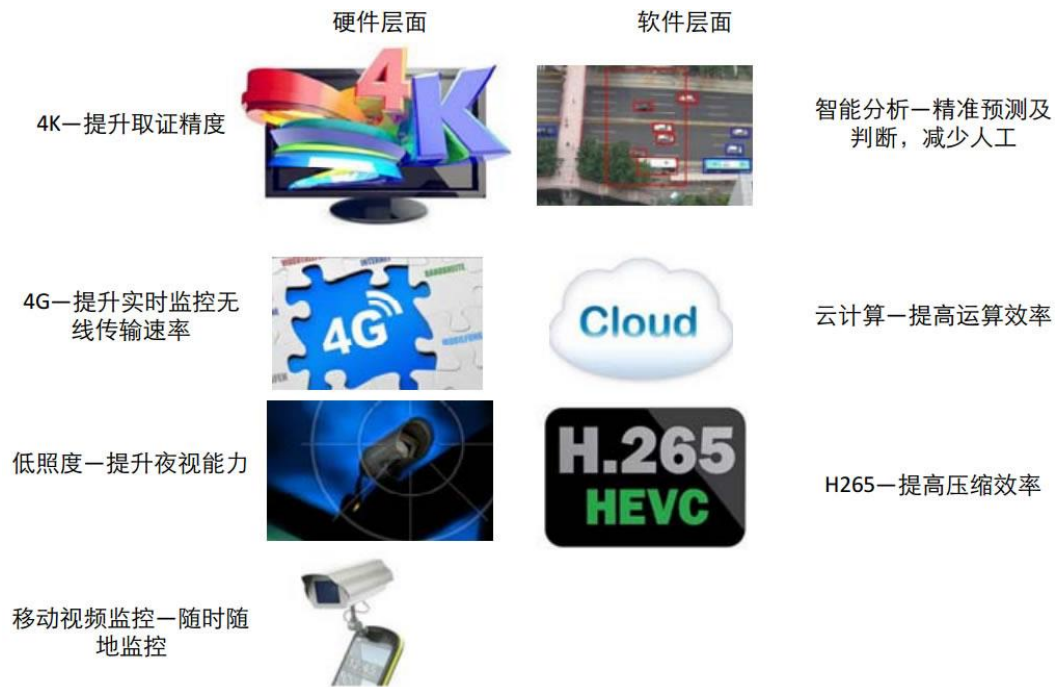 硬件层面
软件层面
4K—提升取证精度
4K
智能分析—精准预测及
判断，减少人工
4G—提升实时监控无
线传输速率
INTERNET
4G
Cloud
云计算—提高运算效率
低照度—提升夜视能力
H.265
HEVC
H265—提高压缩效率
移动视频监控—随时随
地监控